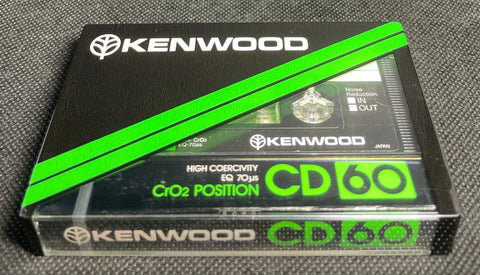 KENWOOD
Noise
Reduction
IN
OUT
CrO2
EQ-70µs
KENWOOD
JAPAN
HIGH COERCIVITY
EQ 70µs
CrO2 POSITION
CD 60
KENWOOD
CD 60